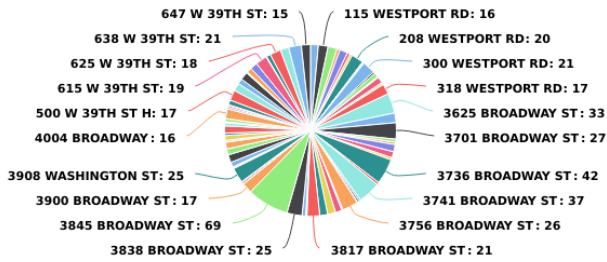 647 W 39TH ST: 15
115 WESTPORT RD: 16
638 W 39TH ST: 21
208 WESTPORT RD: 20
625 W 39TH ST: 18
300 WESTPORT RD: 21
615 W 39TH ST: 19
318 WESTPORT RD: 17
500 W 39TH ST H: 17
3625 BROADWAY ST: 33
4004 BROADWAY: 16
3701 BROADWAY ST: 27
3908 WASHINGTON ST: 25
3736 BROADWAY ST: 42
3900 BROADWAY ST: 17
3741 BROADWAY ST: 37
3845 BROADWAY ST: 69
3756 BROADWAY ST: 26
3838 BROADWAY ST: 25
3817 BROADWAY ST: 21